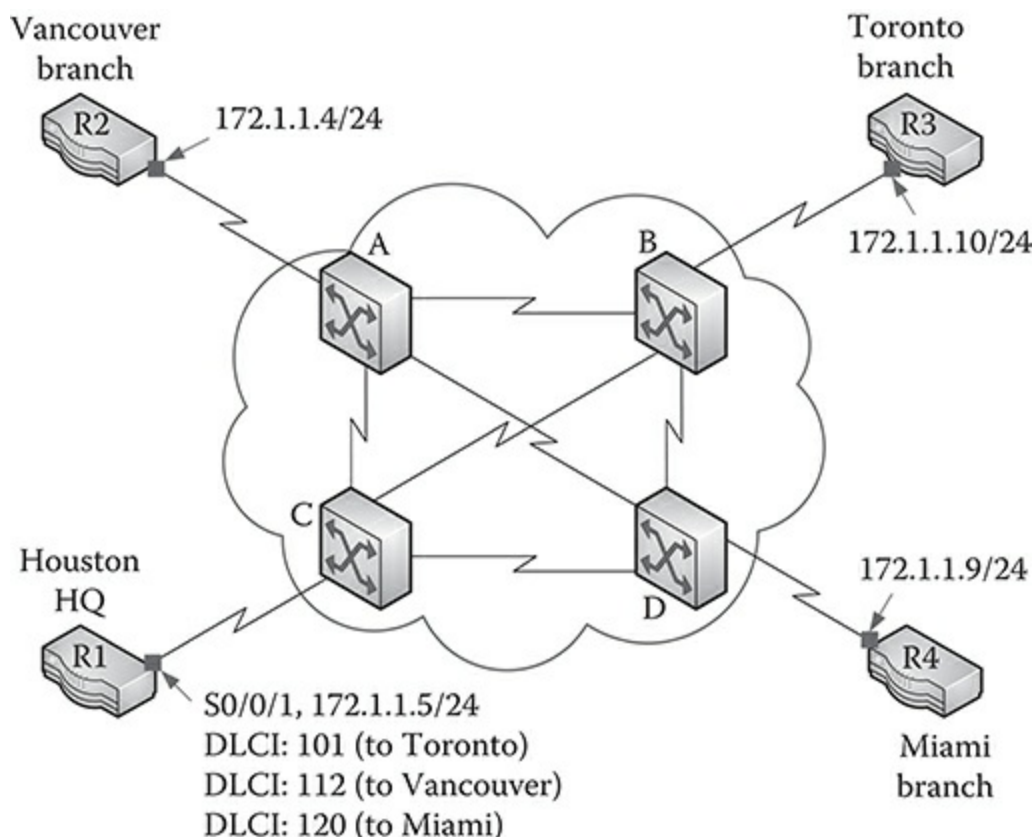 Vancouver
branch
R2
172.1.1.4/24
Toronto
branch
R3
172.1.1.10/24
A
B
C
D
Houston
HQ
R1
S0/0/1, 172.1.1.5/24
DLCI: 101 (to Toronto)
DLCI: 112 (to Vancouver)
DLCI: 120 (to Miami)
172.1.1.9/24
R4
Miami
branch